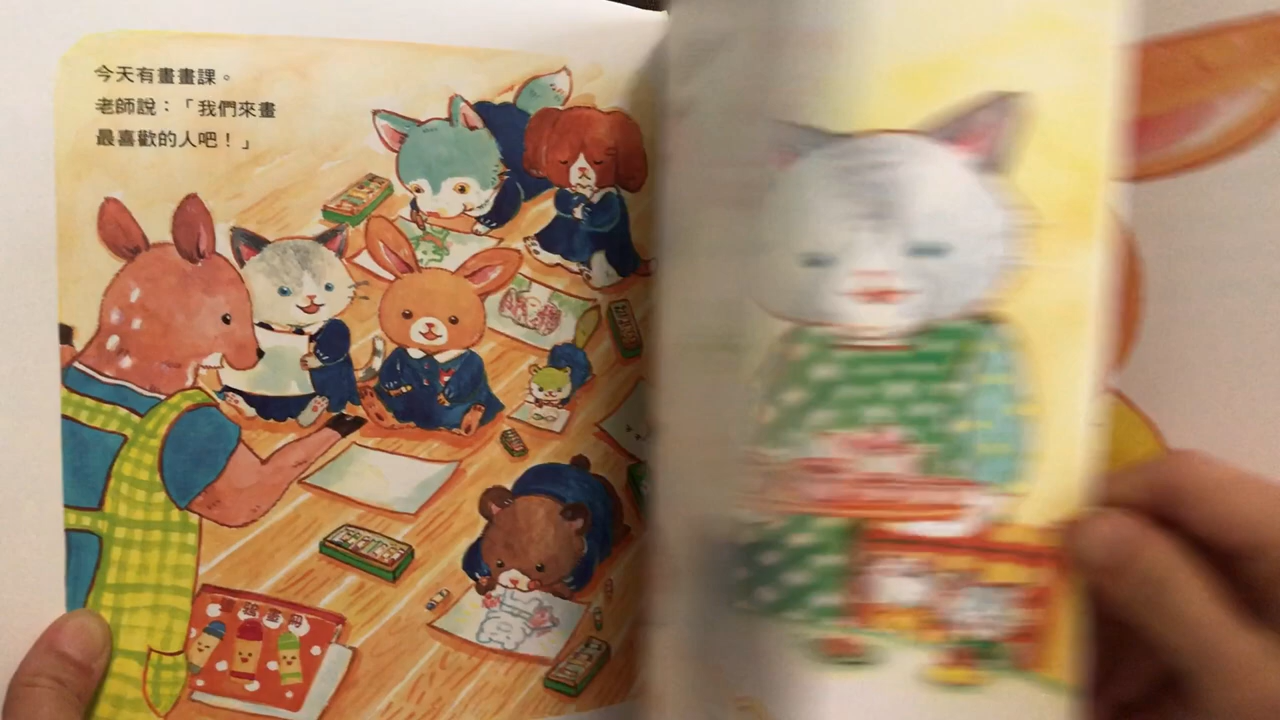 今天有畫畫課。
老師說：「我們來畫
最喜歡的人吧！」